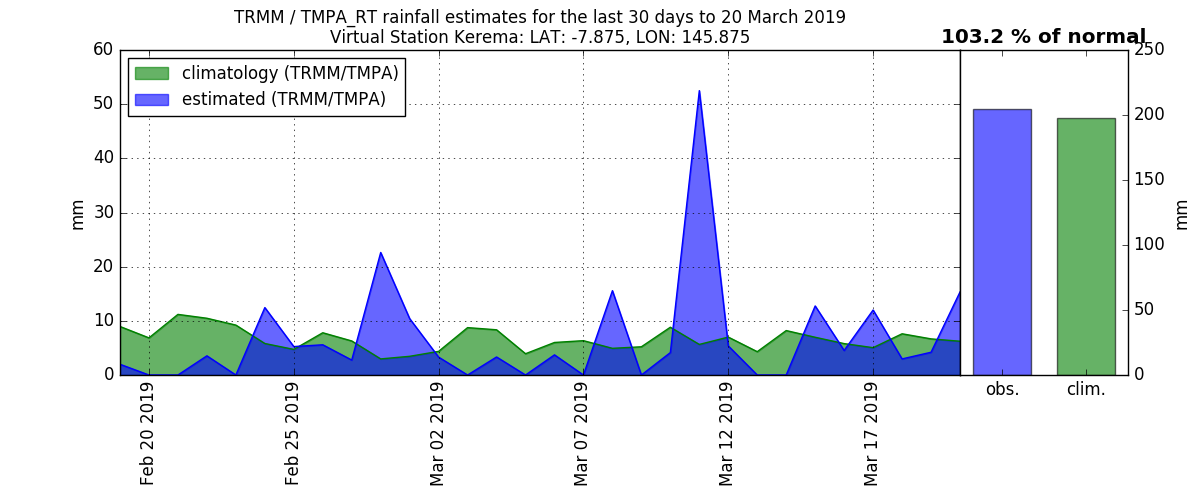 TRMM / TMPA_RT rainfall estimates for the last 30 days to 20 March 2019
Virtual Station Kerema: LAT: -7.875, LON: 145.875
103.2 % of normal
climatology (TRMM/TMPA)
estimated (TRMM/TMPA)
60
50
40
30
20
10
0
mm
Feb 20 2019
Feb 25 2019
Mar 02 2019
Mar 07 2019
Mar 12 2019
Mar 17 2019
250
200
150
100
50
0
mm
obs.
clim.